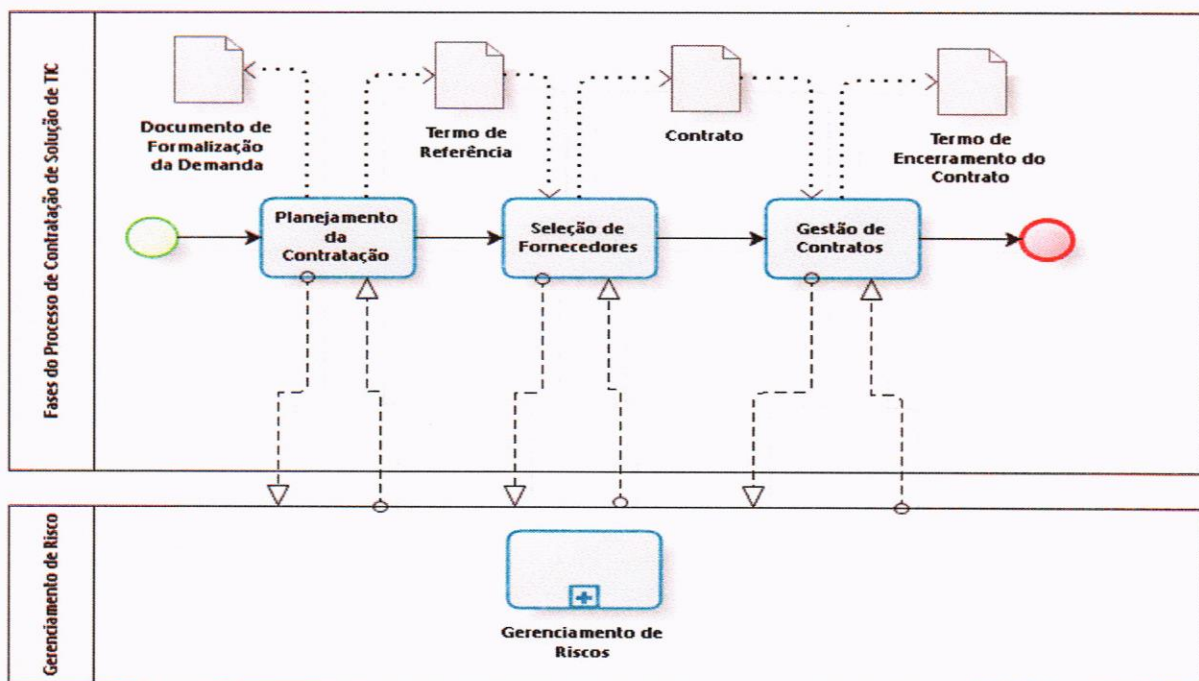 Fases do Processo de Contratação de Solução de TIC
Documento de
Formalização
da Demanda
Termo de
Referência
Contrato
Termo de
Encerramento do
Contrato
Planejamento
da
Contratação
Seleção de
Fornecedores
Gestão de
Contratos
Gerenciamento de Risco
Gerenciamento de
Riscos